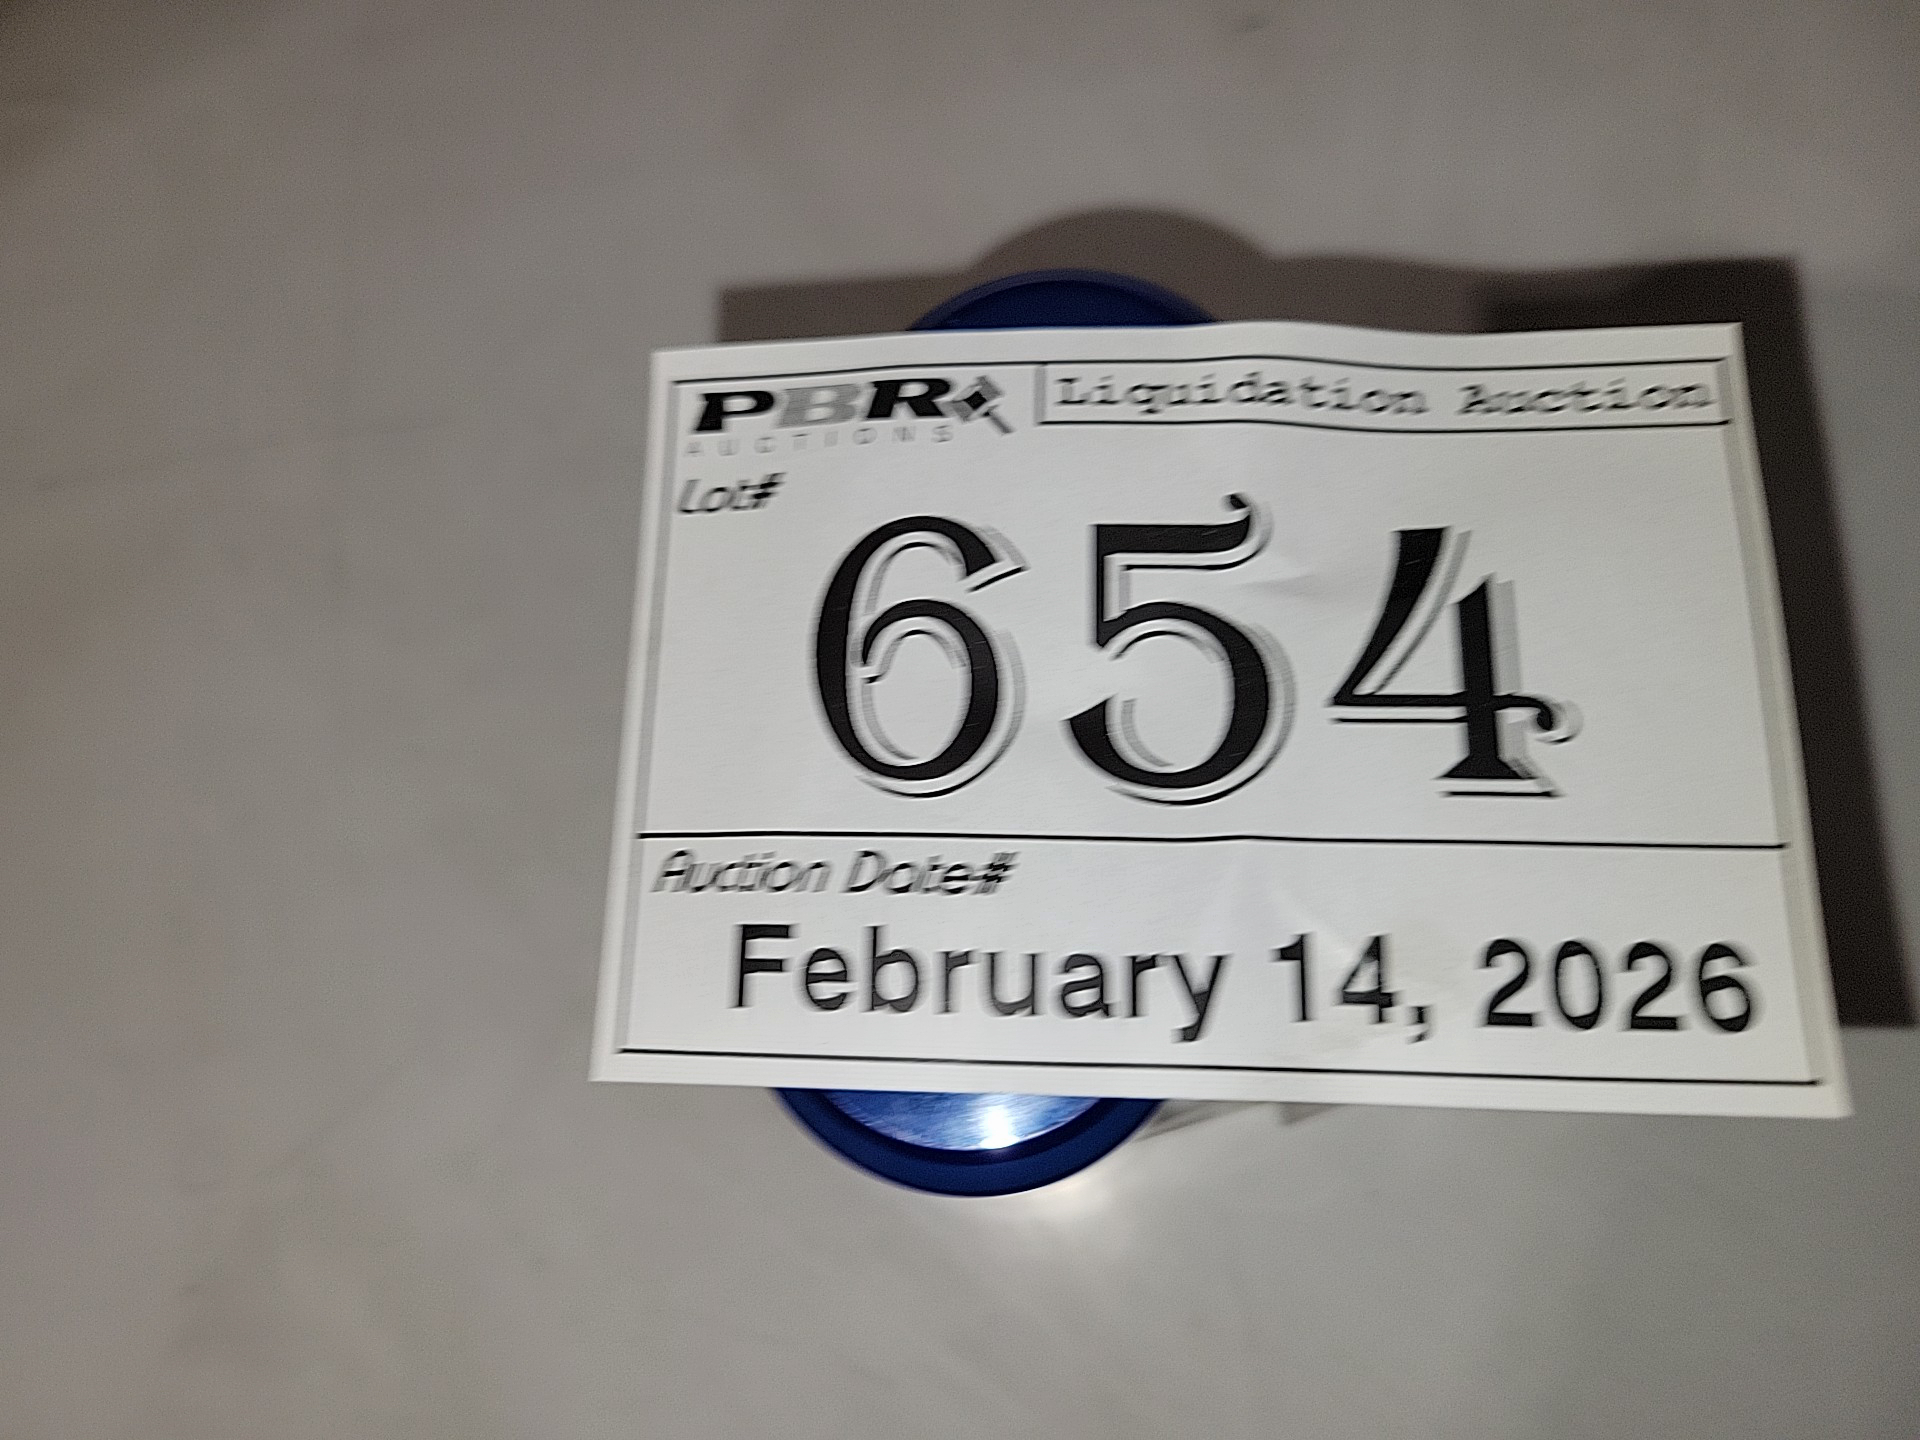 PBR
AUCTIONS
Liquidation Auction
Lot#
654
Auction Date#
February 14, 2026